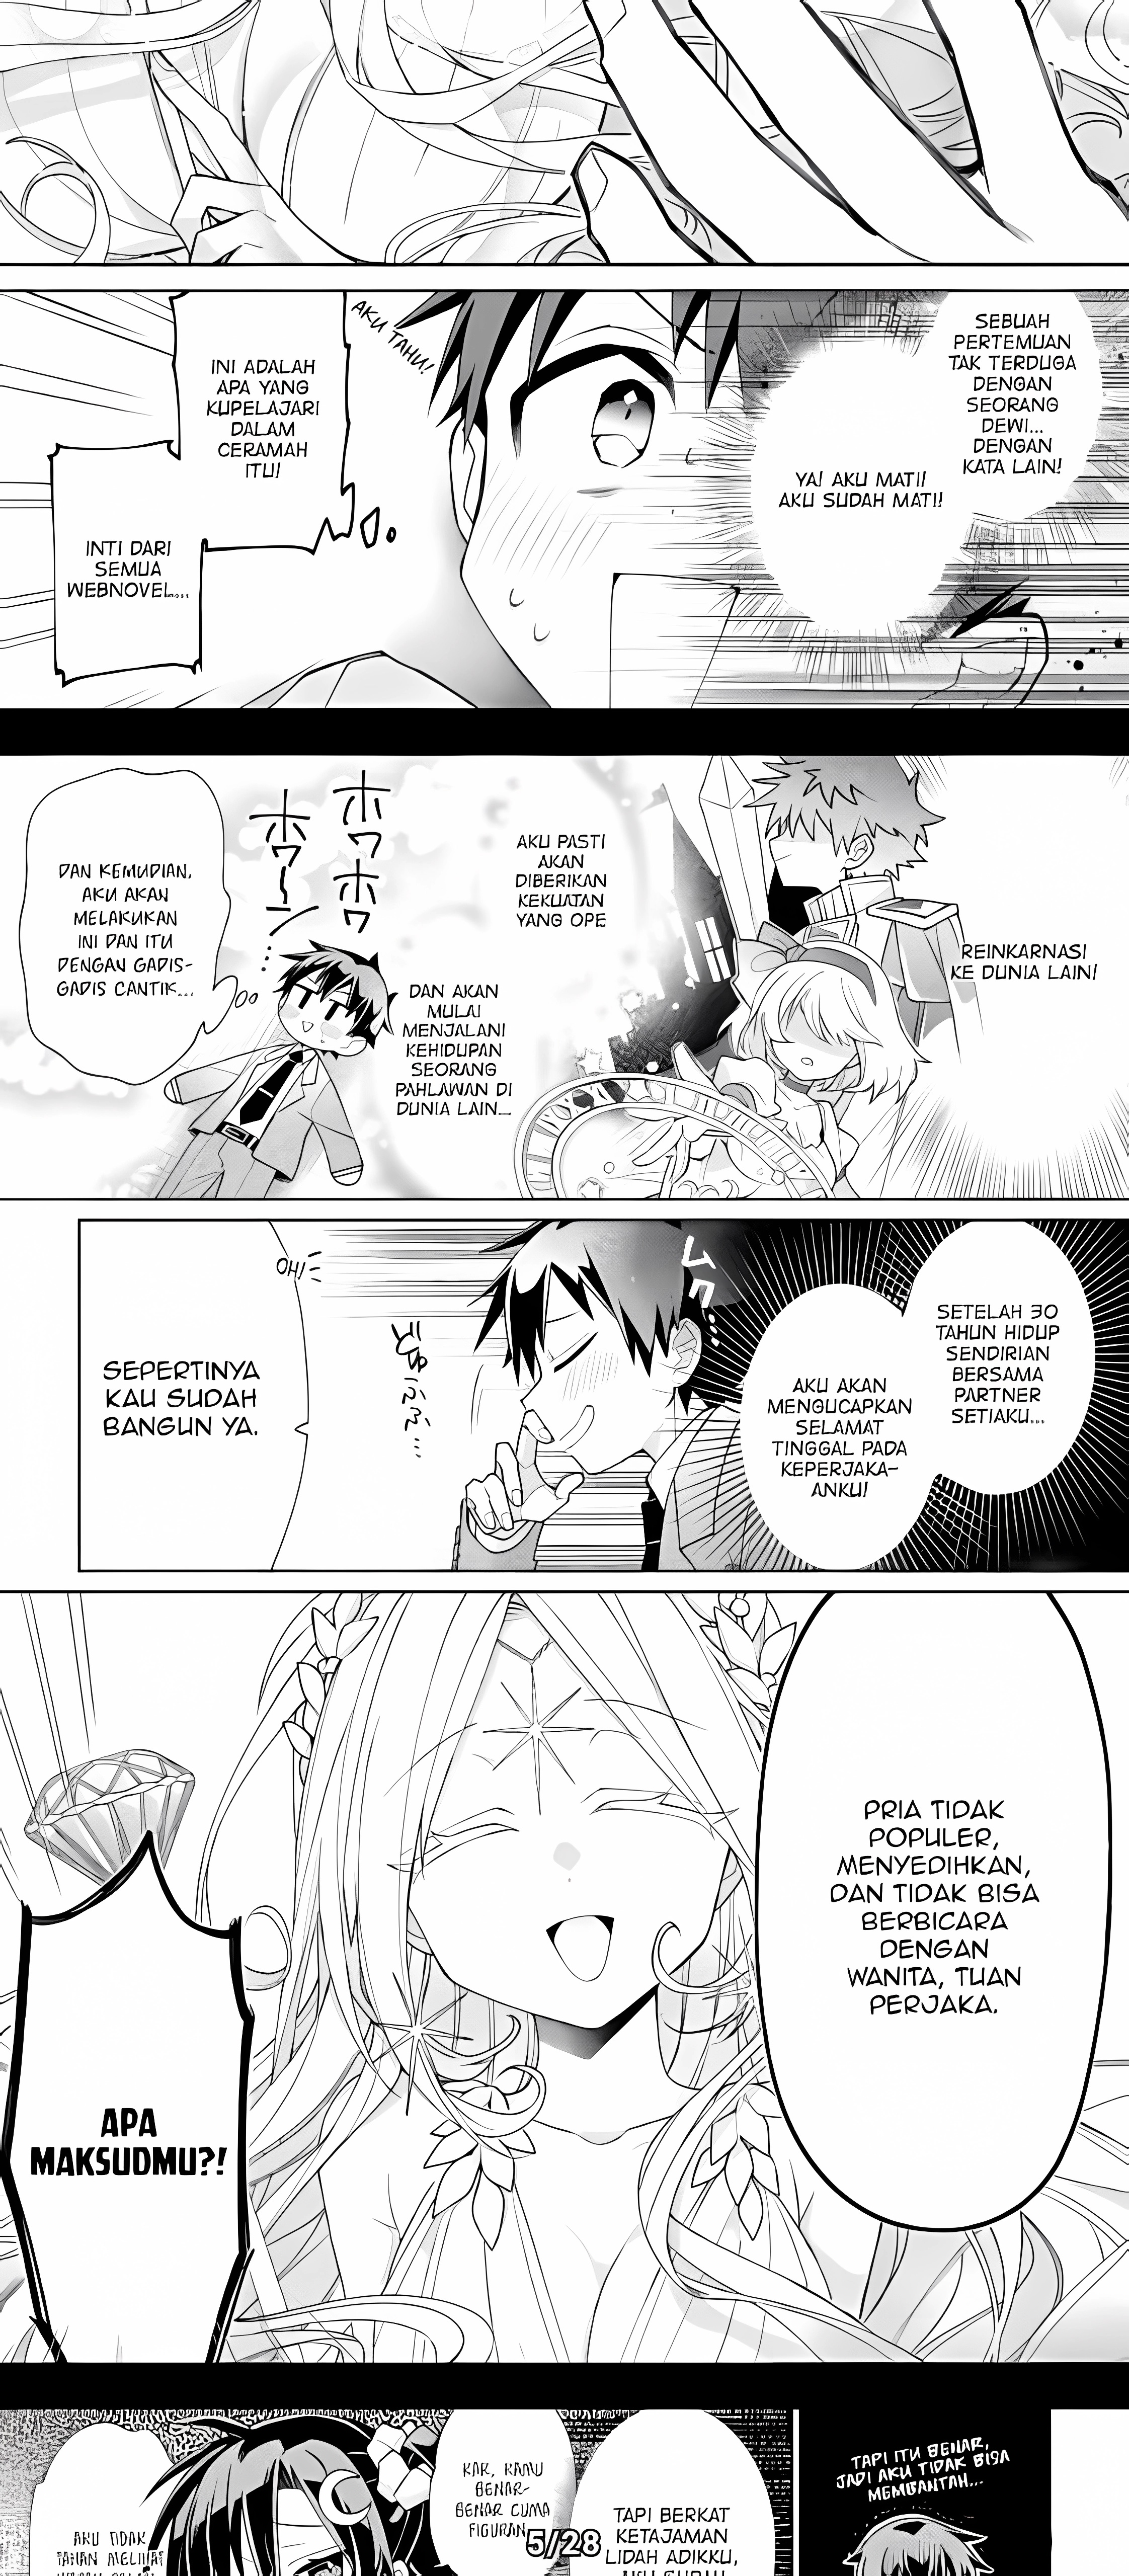 SEBUAH
PERTEMUAN
TAK TERDUGA
DENGAN
SEORANG
DEWI...
DENGAN
KATA LAIN!
YA! AKU MATI!
AKU SUDAH MATI!
AKU TAHU!
INI ADALAH
APA YANG
KUPELAJARI
DALAM
CERAMAH
ITU!
INTI DARI
SEMUA
WEBNOVEL....
REINKARNASI
KE DUNIA LAIN!
AKU PASTI
AKAN
DIBERIKAN
KEKUATAN
YANG OPE
DAN AKAN
MULAI
MENJALANI
KEHIDUPAN
SEORANG
PAHLAWAN DI
DUNIA LAIN....
ホワホワ
ホワーン
DAN KEMUDIAN,
AKU AKAN
MELAKUKAN
INI DAN ITU
DENGAN GADIS-
GADIS CANTIK...
SETELAH 30
TAHUN HIDUP
SENDIRIAN
BERSAMA
PARTNER
SETIAKU...
AKU AKAN
MENGUCAPKAN
SELAMAT
TINGGAL PADA
KEPERJAKA-
ANKU!
OH!
SEPERTINYA
KAU SUDAH
BANGUN YA.
PRIA TIDAK
POPULER,
MENYEDIHKAN,
DAN TIDAK BISA
BERBICARA
DENGAN
WANITA, TUAN
PERJAKA.
APA
MAKSUDMU?!
TAPI ITU BENAR,
JADI AKU TIDAK BISA
MEMBANTAH...
TAPI BERKAT
KETAJAMAN
LIDAH ADIKKU,
KAK, KAMU
BENAR-
BENAR CUMA
FIGURAN
AKU TIDAK
TAHAN MELIHAT
5/28